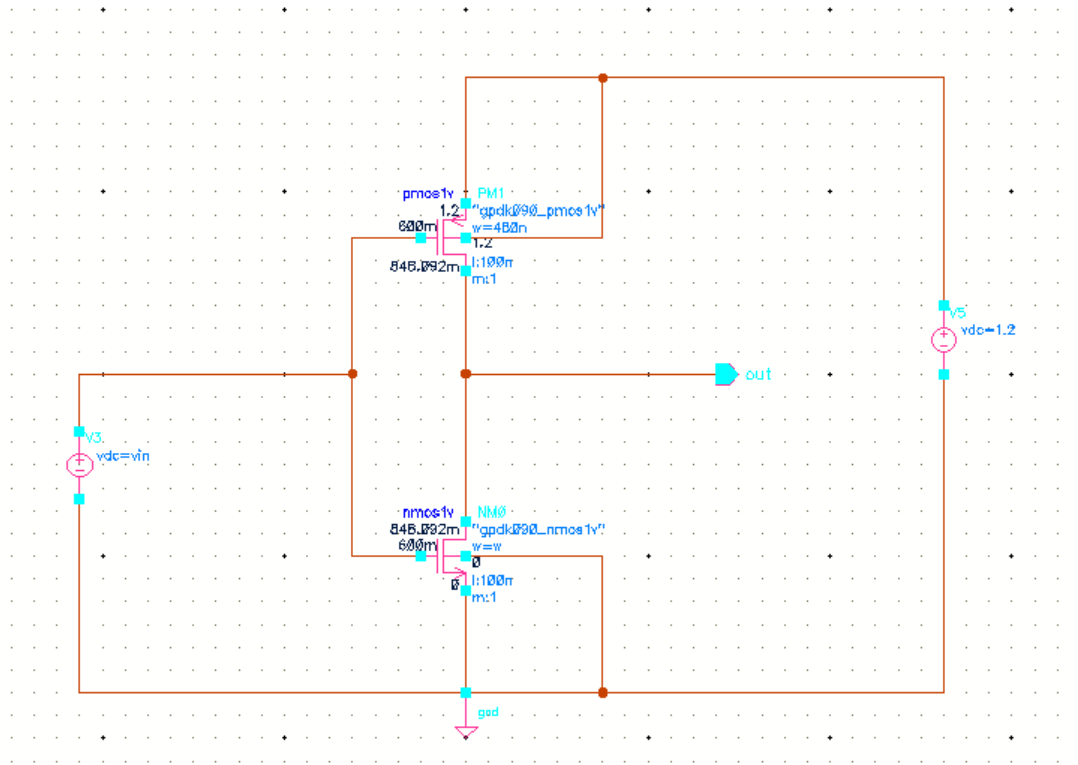 pmos1v PM1
1.2 "gpdk090_pmos1v"
600m w=480n
1.2
846.092m l:100n
m:1
out
V5
vdc=1.2
V3
vdc=vin
nmos1v NM0
846.092m "gpdk090_nmos1v"
600m w=w
0
0 l:100n
m:1
gnd